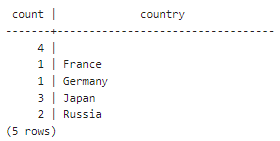 count | country
-------+---------------------------------
4 |
1 | France
1 | Germany
3 | Japan
2 | Russia
(5 rows)